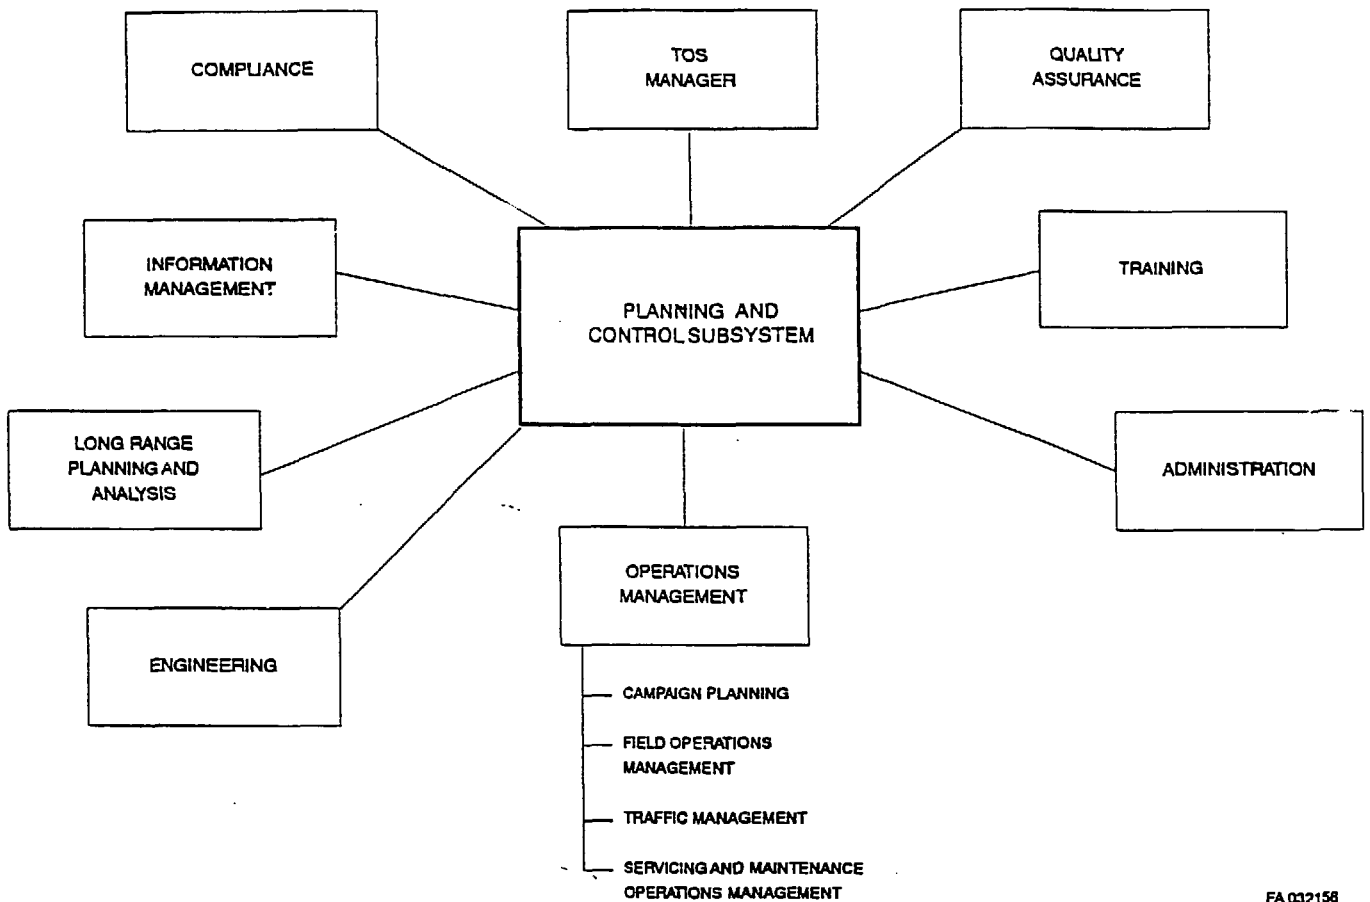 COMPLIANCE
TOS
MANAGER
QUALITY
ASSURANCE
INFORMATION
MANAGEMENT
PLANNING AND
CONTROL SUBSYSTEM
TRAINING
LONG RANGE
PLANNING AND
ANALYSIS
ADMINISTRATION
OPERATIONS
MANAGEMENT
ENGINEERING
CAMPAIGN PLANNING
FIELD OPERATIONS
MANAGEMENT
TRAFFIC MANAGEMENT
SERVICING AND MAINTENANCE
OPERATIONS MANAGEMENT
FA 032156